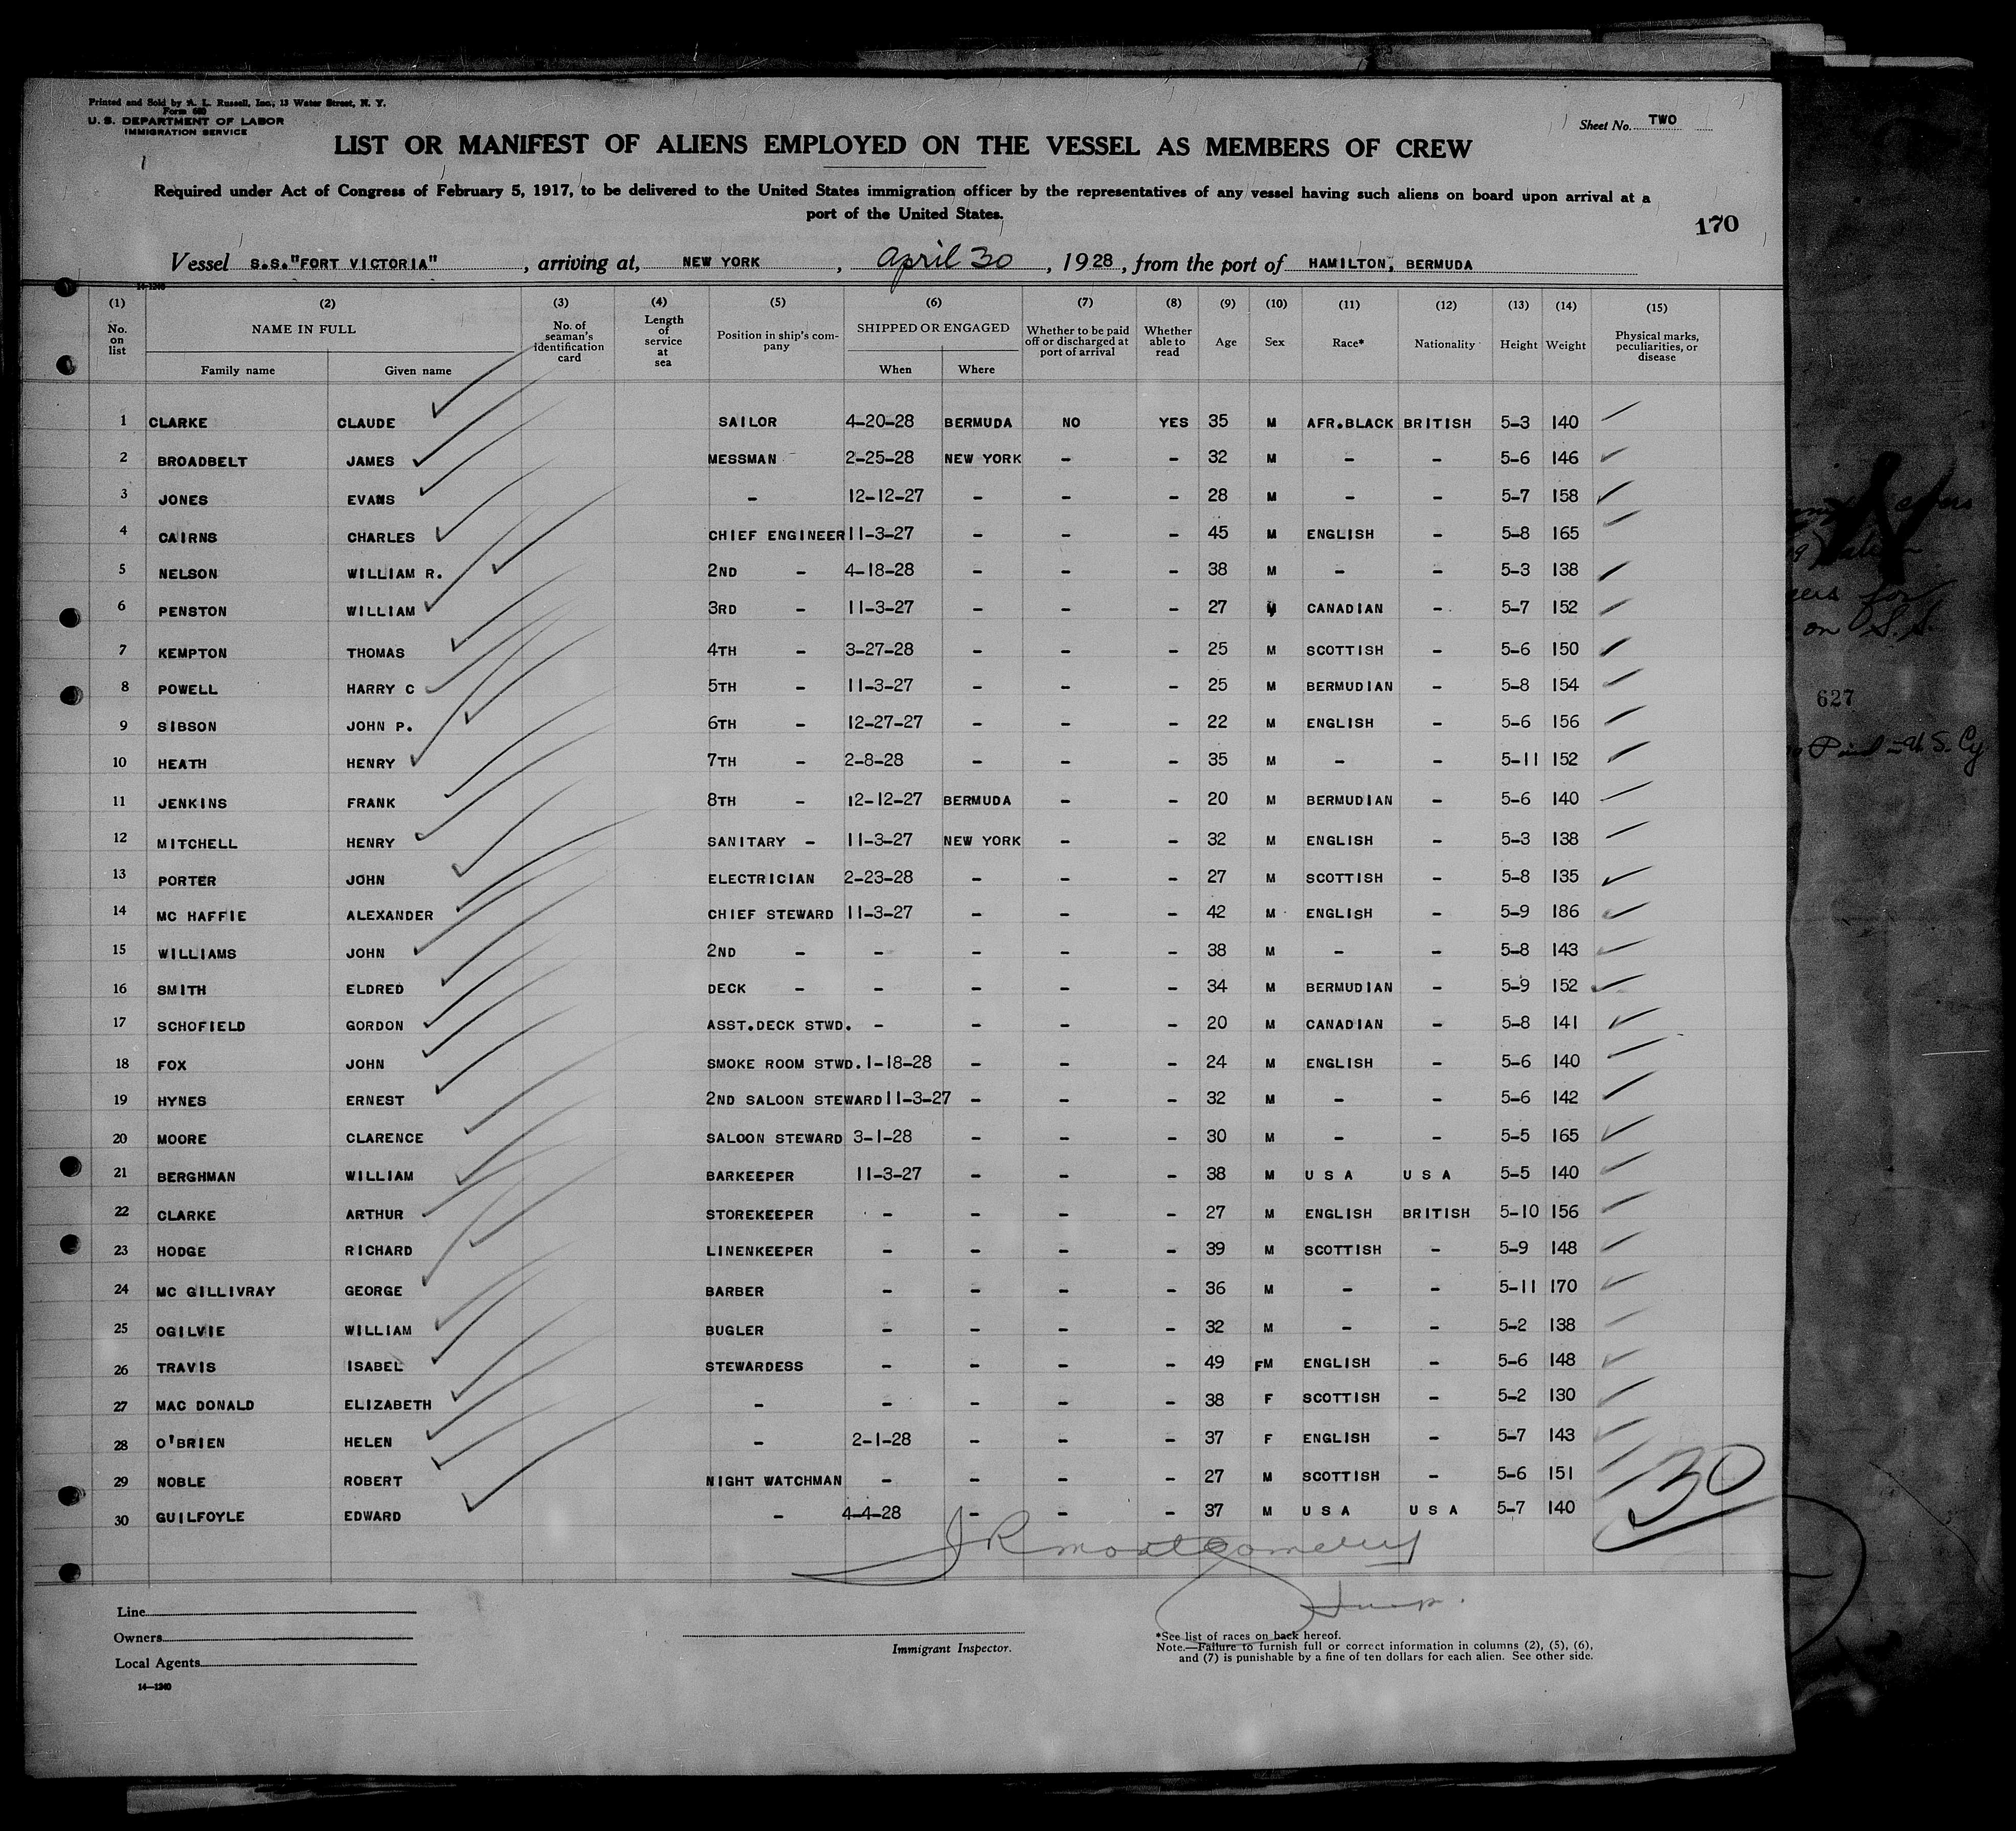 Printed and Sold by A. L. Russell, Inc., 13 Water Street, N. Y.
Form 680
U. S. DEPARTMENT OF LABOR
IMMIGRATION SERVICE
Sheet No. TWO
LIST OR MANIFEST OF ALIENS EMPLOYED ON THE VESSEL AS MEMBERS OF CREW
Required under Act of Congress of February 5, 1917, to be delivered to the United States immigration officer by the representatives of any vessel having such aliens on board upon arrival at a
port of the United States.
170
Vessel S.S."FORT VICTORIA", arriving at, NEW YORK, April 30, 1928, from the port of HAMILTON, BERMUDA
14-1240
(1) (2) (3) (4) (5) (6) (7) (8) (9) (10) (11) (12) (13) (14) (15)
No. on list NAME IN FULL No. of seaman's identification card Length of service at sea Position in ship's company SHIPPED OR ENGAGED Whether to be paid off or discharged at port of arrival Whether able to read Age Sex Race* Nationality Height Weight Physical marks, peculiarities, or disease
Family name Given name When Where
1 CLARKE CLAUDE SAILOR 4-20-28 BERMUDA NO YES 35 M AFR.BLACK BRITISH 5-3 140
2 BROADBELT JAMES MESSMAN 2-25-28 NEW YORK - - 32 M - - 5-6 146
3 JONES EVANS - 12-12-27 - - - 28 M - - 5-7 158
4 CAIRNS CHARLES CHIEF ENGINEER 11-3-27 - - - 45 M ENGLISH - 5-8 165
5 NELSON WILLIAM R. 2ND - 4-18-28 - - - 38 M - - 5-3 138
6 PENSTON WILLIAM 3RD - 11-3-27 - - - 27 M CANADIAN - 5-7 152
7 KEMPTON THOMAS 4TH - 3-27-28 - - - 25 M SCOTTISH - 5-6 150
8 POWELL HARRY C 5TH - 11-3-27 - - - 25 M BERMUDIAN - 5-8 154
9 SIBSON JOHN P. 6TH - 12-27-27 - - - 22 M ENGLISH - 5-6 156
10 HEATH HENRY 7TH - 2-8-28 - - - 35 M - - 5-11 152
11 JENKINS FRANK 8TH - 12-12-27 BERMUDA - - 20 M BERMUDIAN - 5-6 140
12 MITCHELL HENRY SANITARY - 11-3-27 NEW YORK - - 32 M ENGLISH - 5-3 138
13 PORTER JOHN ELECTRICIAN 2-23-28 - - - 27 M SCOTTISH - 5-8 135
14 MC HAFFIE ALEXANDER CHIEF STEWARD 11-3-27 - - - 42 M ENGLISH - 5-9 186
15 WILLIAMS JOHN 2ND - - - - - 38 M - - 5-8 143
16 SMITH ELDRED DECK - - - - - 34 M BERMUDIAN - 5-9 152
17 SCHOFIELD GORDON ASST.DECK STWD. - - - - 20 M CANADIAN - 5-8 141
18 FOX JOHN SMOKE ROOM STWD. 1-18-28 - - - 24 M ENGLISH - 5-6 140
19 HYNES ERNEST 2ND SALOON STEWARD 11-3-27 - - - 32 M - - 5-6 142
20 MOORE CLARENCE SALOON STEWARD 3-1-28 - - - 30 M - - 5-5 165
21 BERGHMAN WILLIAM BARKEEPER 11-3-27 - - - 38 M U S A U S A 5-5 140
22 CLARKE ARTHUR STOREKEEPER - - - - 27 M ENGLISH BRITISH 5-10 156
23 HODGE RICHARD LINENKEEPER - - - - 39 M SCOTTISH - 5-9 148
24 MC GILLIVRAY GEORGE BARBER - - - - 36 M - - 5-11 170
25 OGILVIE WILLIAM BUGLER - - - - 32 M - - 5-2 138
26 TRAVIS ISABEL STEWARDESS - - - - 49 FM ENGLISH - 5-6 148
27 MAC DONALD ELIZABETH - - - - - 38 F SCOTTISH - 5-2 130
28 O'BRIEN HELEN - 2-1-28 - - - 37 F ENGLISH - 5-7 143
29 NOBLE ROBERT NIGHT WATCHMAN - - - - 27 M SCOTTISH - 5-6 151
30 GUILFOYLE EDWARD - 4-4-28 - - - 37 M U S A U S A 5-7 140
30
J R Montgomery
Insp.
Line
Owners
Local Agents
14-1240
Immigrant Inspector.
*See list of races on back hereof.
Note.—Failure to furnish full or correct information in columns (2), (5), (6),
and (7) is punishable by a fine of ten dollars for each alien. See other side.
for
on S.S.
627
Paid = U.S. Cy